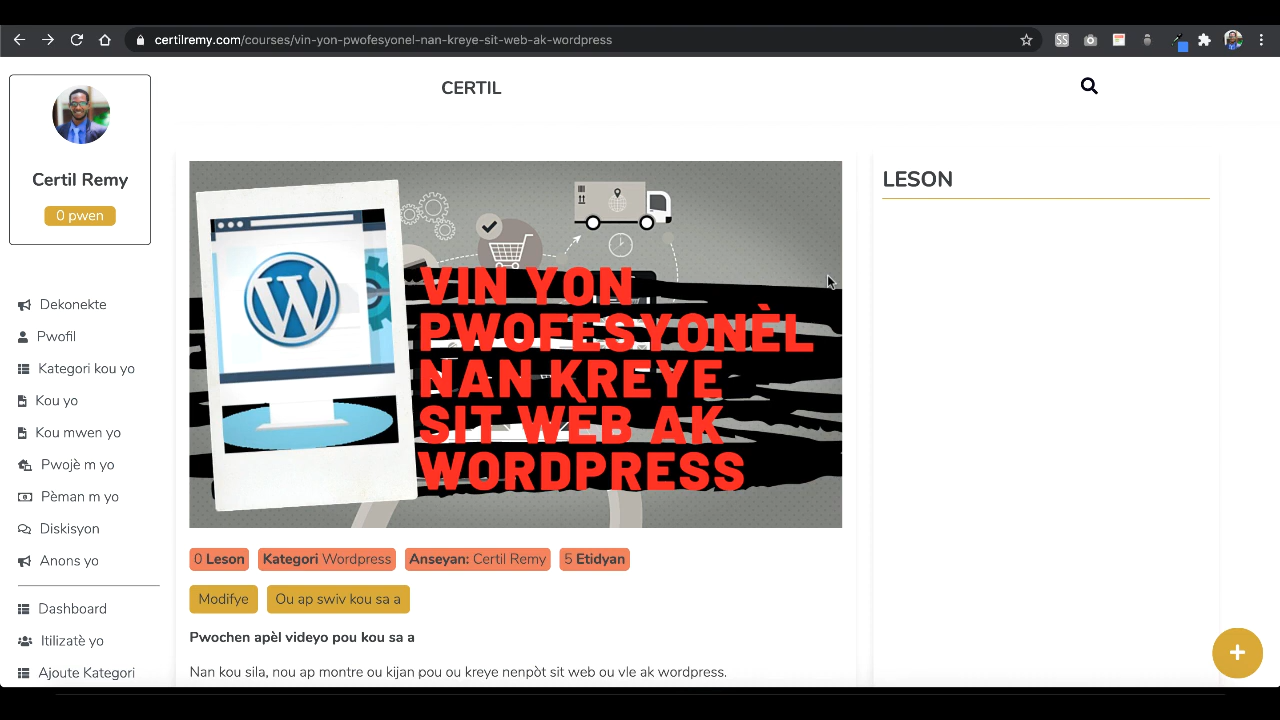 certilremy.com/courses/vin-yon-pwofesyonel-nan-kreye-sit-web-ak-wordpress
SS
CERTIL
Certil Remy
0 pwen
Dekonekte
Pwofil
Kategori kou yo
Kou yo
Kou mwen yo
Pwojè m yo
Pèman m yo
Diskisyon
Anons yo
Dashboard
Itilizatè yo
Ajoute Kategori
VIN YON
PWOFESYONÈL
NAN KREYE
SIT WÈB AK
WORDPRESS
0 Leson
Kategori Wordpress
Anseyan: Certil Remy
5 Etidyan
Modifye
Ou ap swiv kou sa a
Pwochen apèl videyo pou kou sa a
Nan kou sila, nou ap montre ou kijan pou ou kreye nenpòt sit web ou vle ak wordpress.
LESON